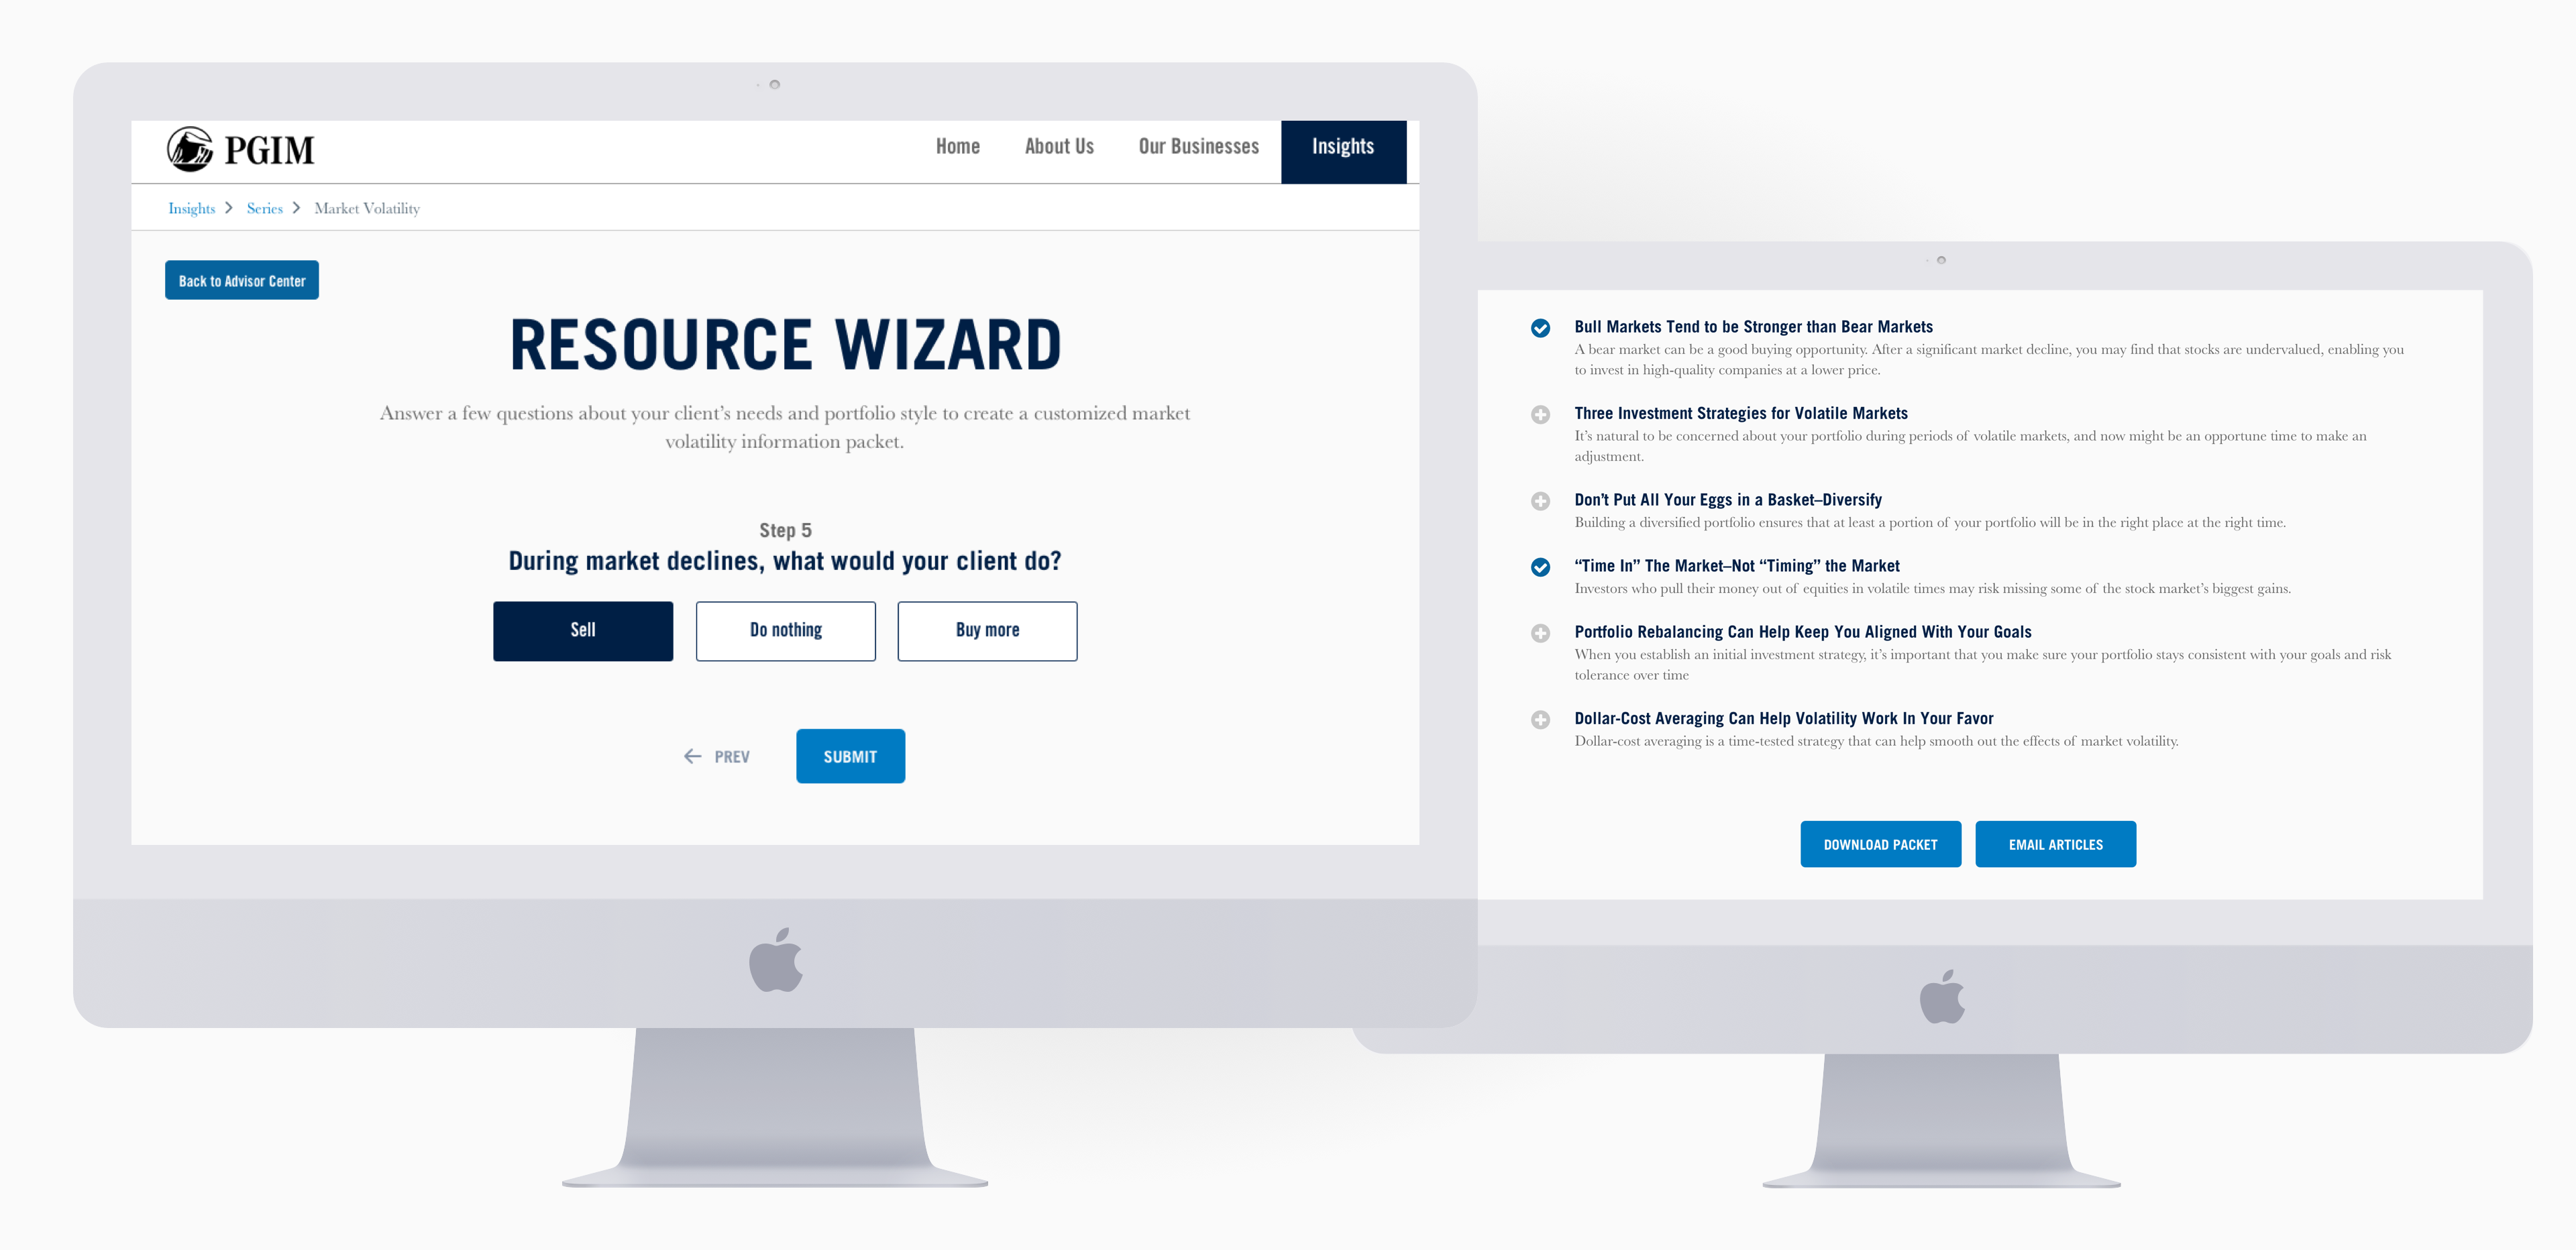 PGIM
Home
About Us
Our Businesses
Insights
Insights
Series
Market Volatility
Back to Advisor Center
RESOURCE WIZARD
Answer a few questions about your client’s needs and portfolio style to create a customized market
volatility information packet.
Step 5
During market declines, what would your client do?
Sell
Do nothing
Buy more
PREV
SUBMIT
Bull Markets Tend to be Stronger than Bear Markets
A bear market can be a good buying opportunity. After a significant market decline, you may find that stocks are undervalued, enabling you
to invest in high-quality companies at a lower price.
Three Investment Strategies for Volatile Markets
It’s natural to be concerned about your portfolio during periods of volatile markets, and now might be an opportune time to make an
adjustment.
Don’t Put All Your Eggs in a Basket–Diversify
Building a diversified portfolio ensures that at least a portion of your portfolio will be in the right place at the right time.
“Time In” The Market–Not “Timing” the Market
Investors who pull their money out of equities in volatile times may risk missing some of the stock market’s biggest gains.
Portfolio Rebalancing Can Help Keep You Aligned With Your Goals
When you establish an initial investment strategy, it’s important that you make sure your portfolio stays consistent with your goals and risk
tolerance over time
Dollar-Cost Averaging Can Help Volatility Work In Your Favor
Dollar-cost averaging is a time-tested strategy that can help smooth out the effects of market volatility.
DOWNLOAD PACKET
EMAIL ARTICLES